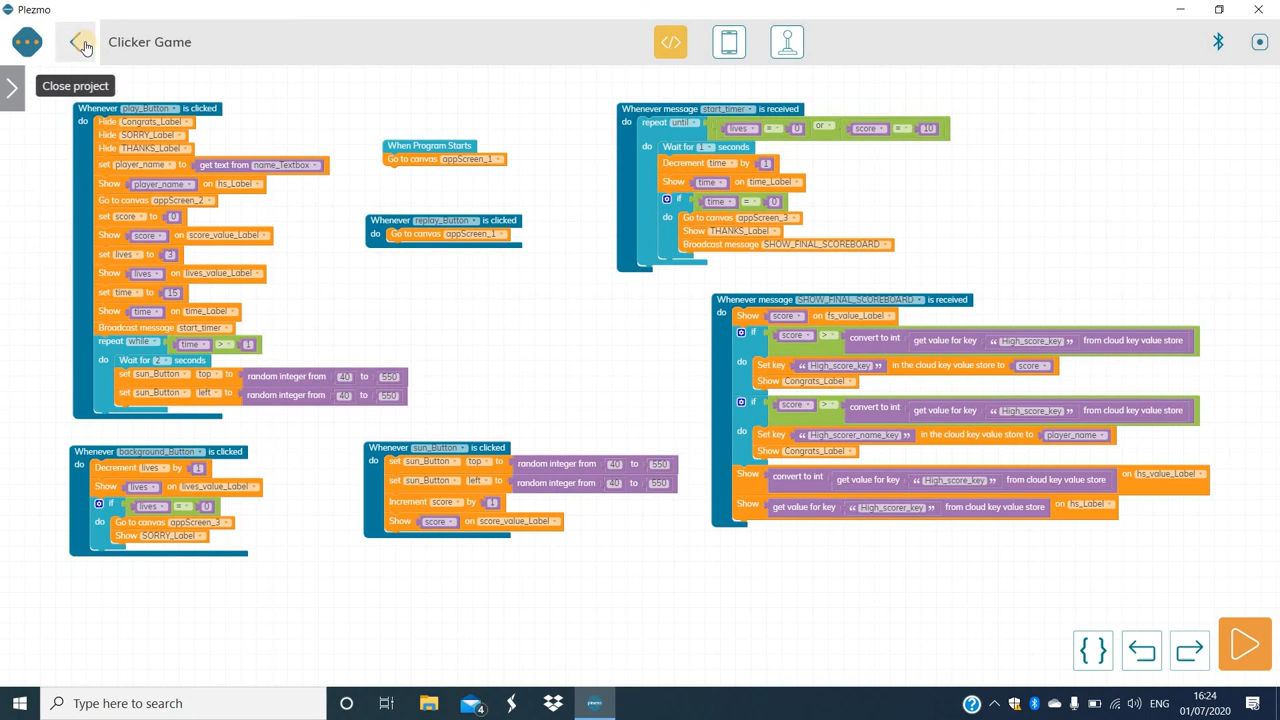 Plezmo
Clicker Game
Close project
Whenever play_Button is clicked
do Hide Congrats_Label
Hide SORRY_Label
Hide THANKS_Label
set player_name to get text from name_Textbox
Show player_name on hs_Label
Go to canvas appScreen_2
set score to 0
Show score on score_value_Label
set lives to 3
Show lives on lives_value_Label
set time to 15
Show time on time_Label
Broadcast message start_timer
repeat while time > 1
do Wait for 2 seconds
set sun_Button top to random integer from 40 to 550
set sun_Button left to random integer from 40 to 550
When Program Starts
Go to canvas appScreen_1
Whenever replay_Button is clicked
do Go to canvas appScreen_1
Whenever message start_timer is received
do repeat until lives = 0 or score = 10
do Wait for 1 seconds
Decrement time by 1
Show time on time_Label
if time = 0
do Go to canvas appScreen_3
Show THANKS_Label
Broadcast message SHOW_FINAL_SCOREBOARD
Whenever message SHOW_FINAL_SCOREBOARD is received
do Show score on fs_value_Label
if score > convert to int get value for key “ High_score_key ” from cloud key value store
do Set key “ High_score_key ” in the cloud key value store to score
Show Congrats_Label
if score > convert to int get value for key “ High_score_key ” from cloud key value store
do Set key “ High_scorer_name_key ” in the cloud key value store to player_name
Show Congrats_Label
Show convert to int get value for key “ High_score_key ” from cloud key value store on hs_value_Label
Show get value for key “ High_scorer_key ” from cloud key value store on hs_Label
Whenever background_Button is clicked
do Decrement lives by 1
Show lives on lives_value_Label
if lives = 0
do Go to canvas appScreen_3
Show SORRY_Label
Whenever sun_Button is clicked
do set sun_Button top to random integer from 40 to 550
set sun_Button left to random integer from 40 to 550
Increment score by 1
Show score on score_value_Label
Type here to search
4
plezmo
ENG
16:24
01/07/2020